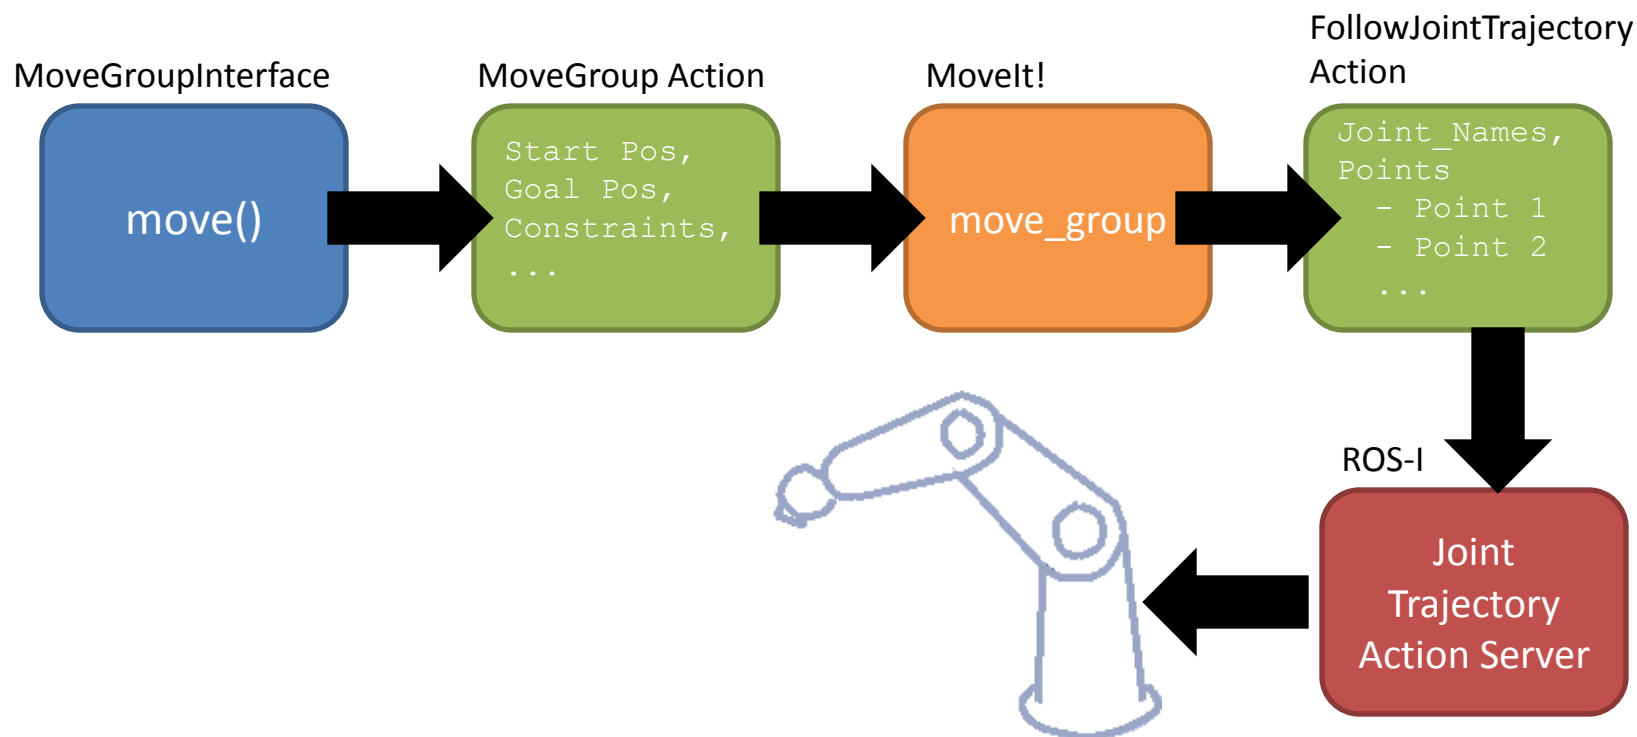 MoveGroupInterface
move()
MoveGroup Action
Start Pos,
Goal Pos,
Constraints,
...
MoveIt!
move_group
FollowJointTrajectory
Action
Joint_Names,
Points
- Point 1
- Point 2
...
ROS-I
Joint
Trajectory
Action Server